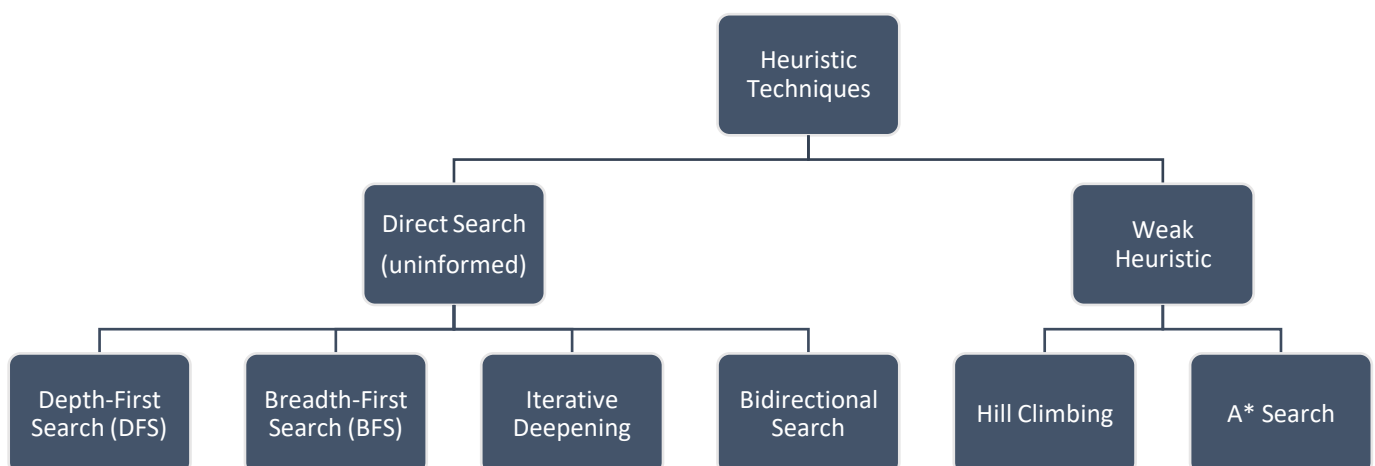 Heuristic
Techniques
Direct Search
(uninformed)
Weak
Heuristic
Depth-First
Search (DFS)
Breadth-First
Search (BFS)
Iterative
Deepening
Bidirectional
Search
Hill Climbing
A* Search